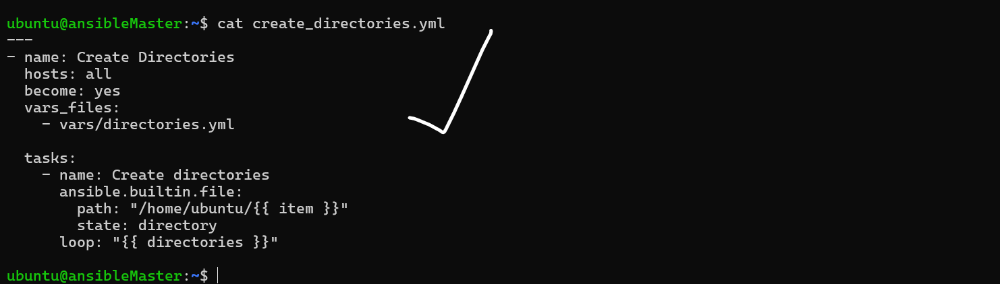 ubuntu@ansibleMaster:~$ cat create_directories.yml
---
- name: Create Directories
  hosts: all
  become: yes
  vars_files:
    - vars/directories.yml

  tasks:
    - name: Create directories
      ansible.builtin.file:
        path: "/home/ubuntu/{{ item }}"
        state: directory
      loop: "{{ directories }}"

ubuntu@ansibleMaster:~$